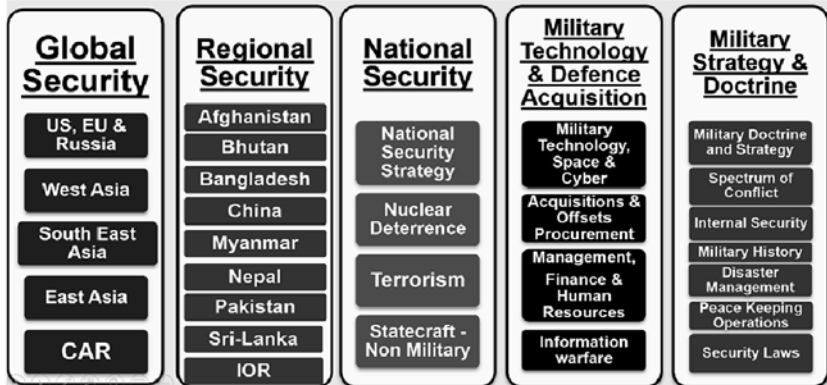 Global
Security
US, EU &
Russia
West Asia
South East
Asia
East Asia
CAR
Regional
Security
Afghanistan
Bhutan
Bangladesh
China
Myanmar
Nepal
Pakistan
Sri-Lanka
IOR
National
Security
National
Security
Strategy
Nuclear
Deterrence
Terrorism
Statecraft -
Non Military
Military
Technology
& Defence
Acquisition
Military
Technology,
Space &
Cyber
Acquisitions &
Offsets
Procurement
Management,
Finance &
Human
Resources
Information
warfare
Military
Strategy &
Doctrine
Military Doctrine
and Strategy
Spectrum of
Conflict
Internal Security
Military History
Disaster
Management
Peace Keeping
Operations
Security Laws